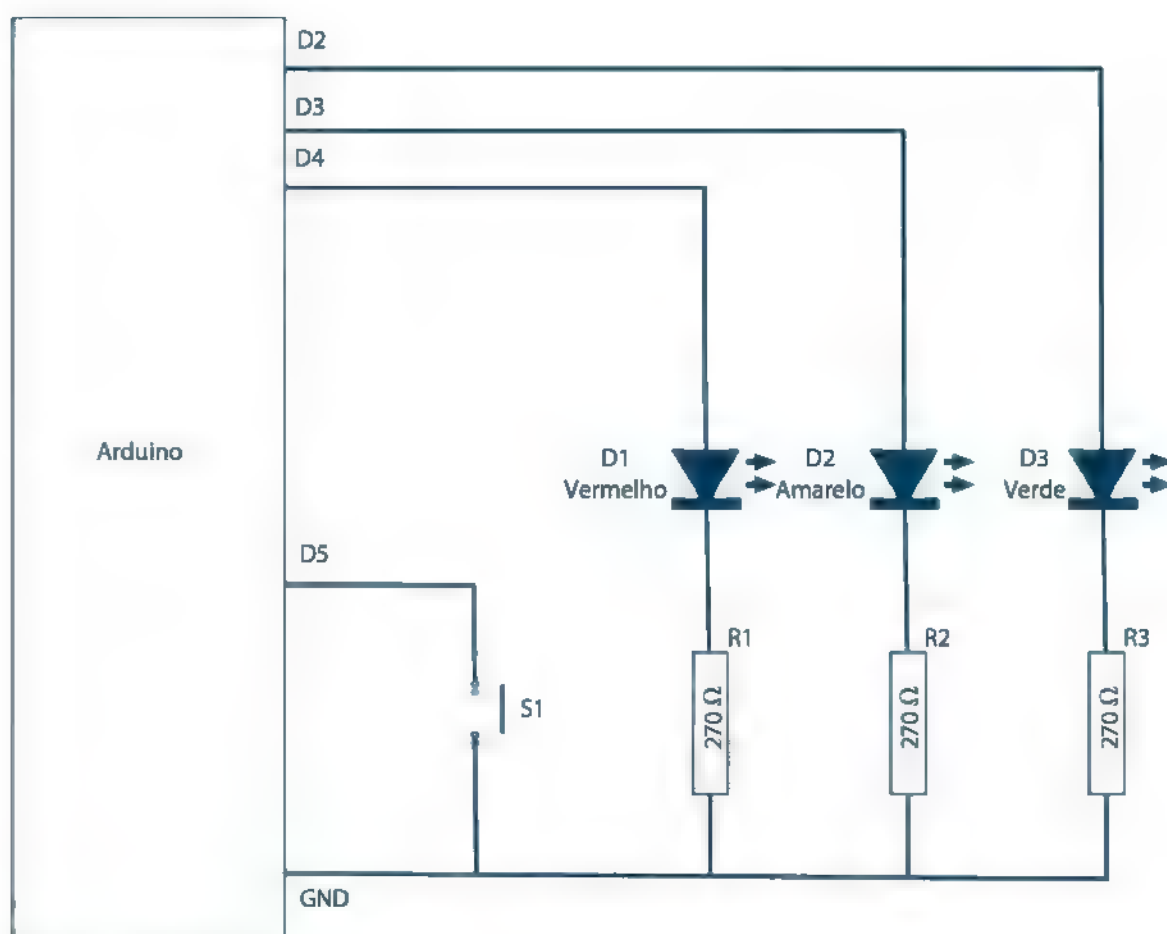 D2
D3
D4
Arduino
D1
Vermelho
D2
Amarelo
D3
Verde
D5
R1
R2
R3
270 Ω
270 Ω
270 Ω
S1
GND